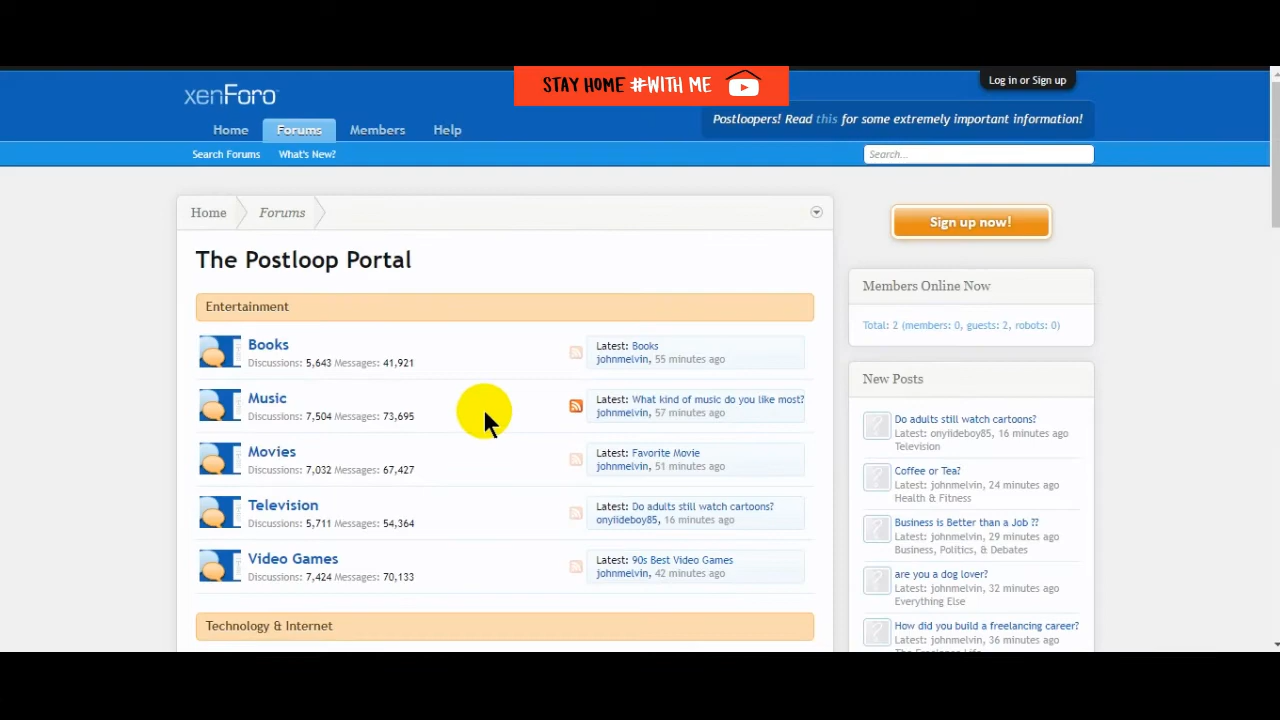 STAY HOME #WITH ME
Log in or Sign up
xenForo
Postloopers! Read this for some extremely important information!
Home Forums Members Help
Search Forums What's New?
Search...
Home Forums
Sign up now!
The Postloop Portal
Entertainment
Books
Discussions: 5,643 Messages: 41,921
Latest: Books
johnmelvin, 55 minutes ago
Music
Discussions: 7,504 Messages: 73,695
Latest: What kind of music do you like most?
johnmelvin, 57 minutes ago
Movies
Discussions: 7,032 Messages: 67,427
Latest: Favorite Movie
johnmelvin, 51 minutes ago
Television
Discussions: 5,711 Messages: 54,364
Latest: Do adults still watch cartoons?
onyiideboy85, 16 minutes ago
Video Games
Discussions: 7,424 Messages: 70,133
Latest: 90s Best Video Games
johnmelvin, 42 minutes ago
Technology & Internet
Members Online Now
Total: 2 (members: 0, guests: 2, robots: 0)
New Posts
Do adults still watch cartoons?
Latest: onyiideboy85, 16 minutes ago
Television
Coffee or Tea?
Latest: johnmelvin, 24 minutes ago
Health & Fitness
Business is Better than a Job ??
Latest: johnmelvin, 29 minutes ago
Business, Politics, & Debates
are you a dog lover?
Latest: johnmelvin, 32 minutes ago
Everything Else
How did you build a freelancing career?
Latest: johnmelvin, 36 minutes ago
The Freelance Life